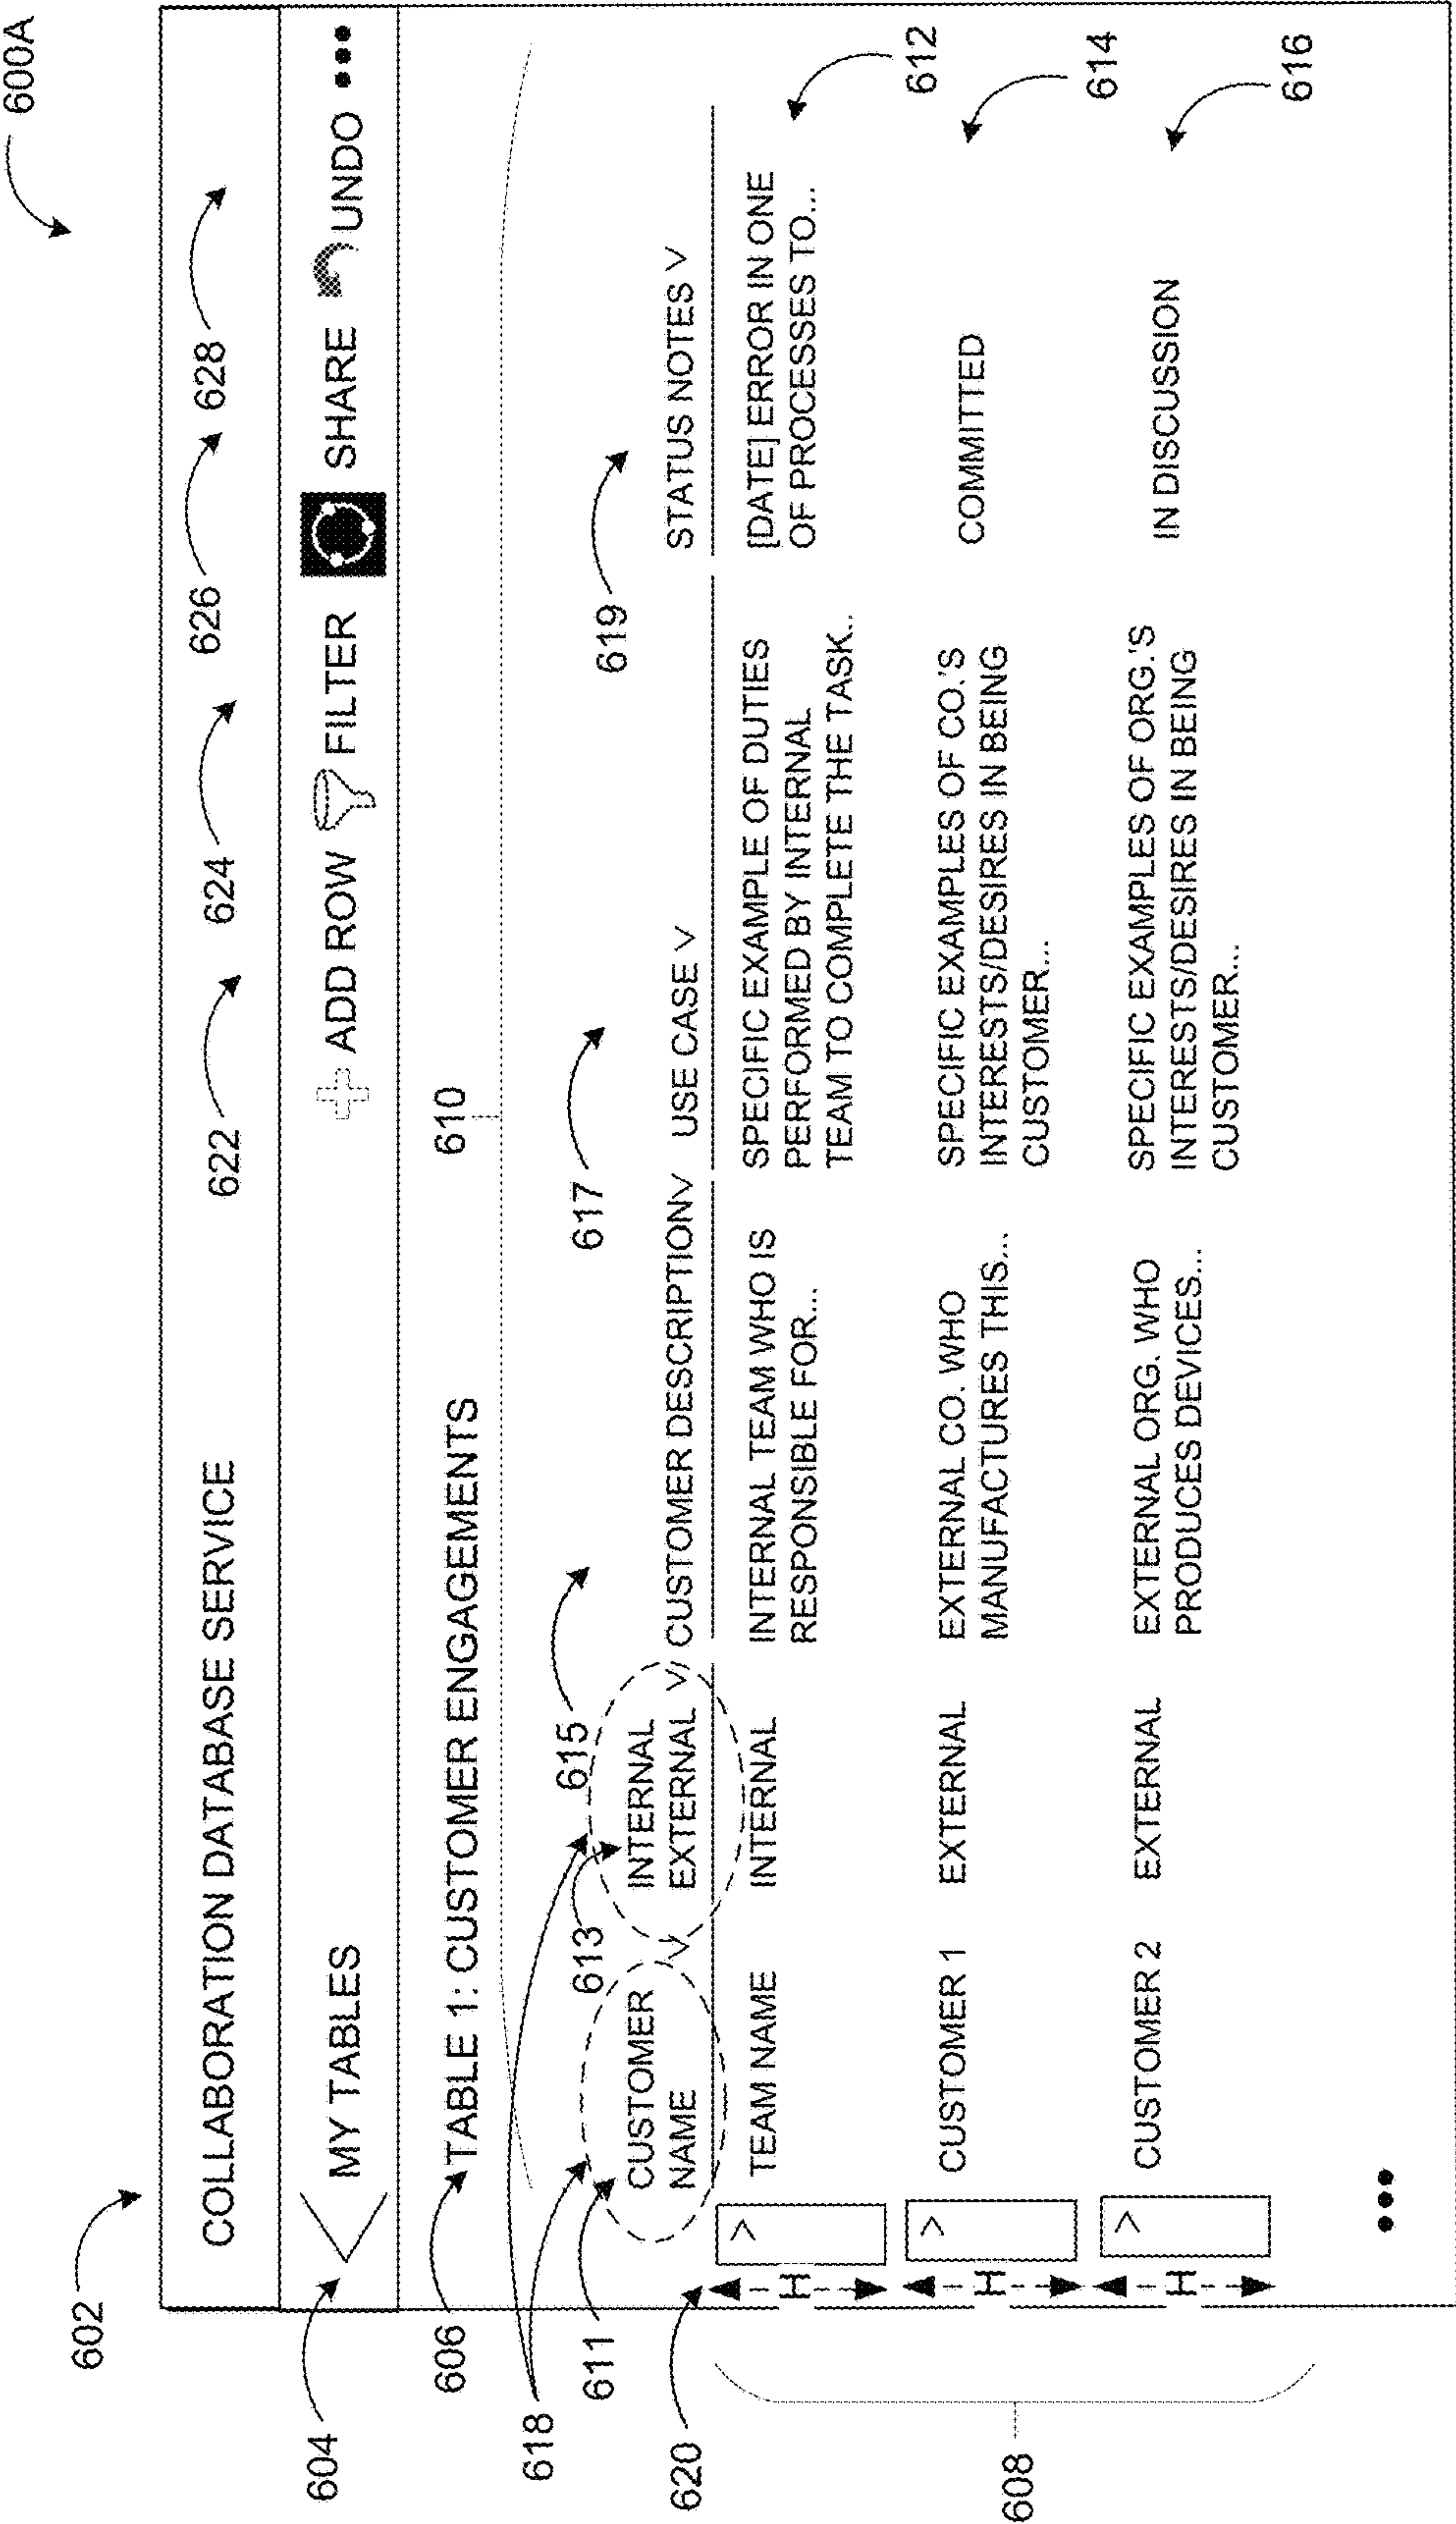 600A
602
COLLABORATION DATABASE SERVICE
622
624
626
628
604
MY TABLES
ADD ROW
FILTER
SHARE
UNDO
606
TABLE 1: CUSTOMER ENGAGEMENTS
610
618
611
613
615
617
619
CUSTOMER
NAME
INTERNAL
EXTERNAL
CUSTOMER DESCRIPTION
USE CASE
STATUS NOTES
620
608
H
TEAM NAME
INTERNAL
INTERNAL TEAM WHO IS
RESPONSIBLE FOR...
SPECIFIC EXAMPLE OF DUTIES
PERFORMED BY INTERNAL
TEAM TO COMPLETE THE TASK..
[DATE] ERROR IN ONE
OF PROCESSES TO...
612
H
CUSTOMER 1
EXTERNAL
EXTERNAL CO. WHO
MANUFACTURES THIS...
SPECIFIC EXAMPLES OF CO.'S
INTERESTS/DESIRES IN BEING
CUSTOMER...
COMMITTED
614
H
CUSTOMER 2
EXTERNAL
EXTERNAL ORG. WHO
PRODUCES DEVICES...
SPECIFIC EXAMPLES OF ORG.'S
INTERESTS/DESIRES IN BEING
CUSTOMER...
IN DISCUSSION
616